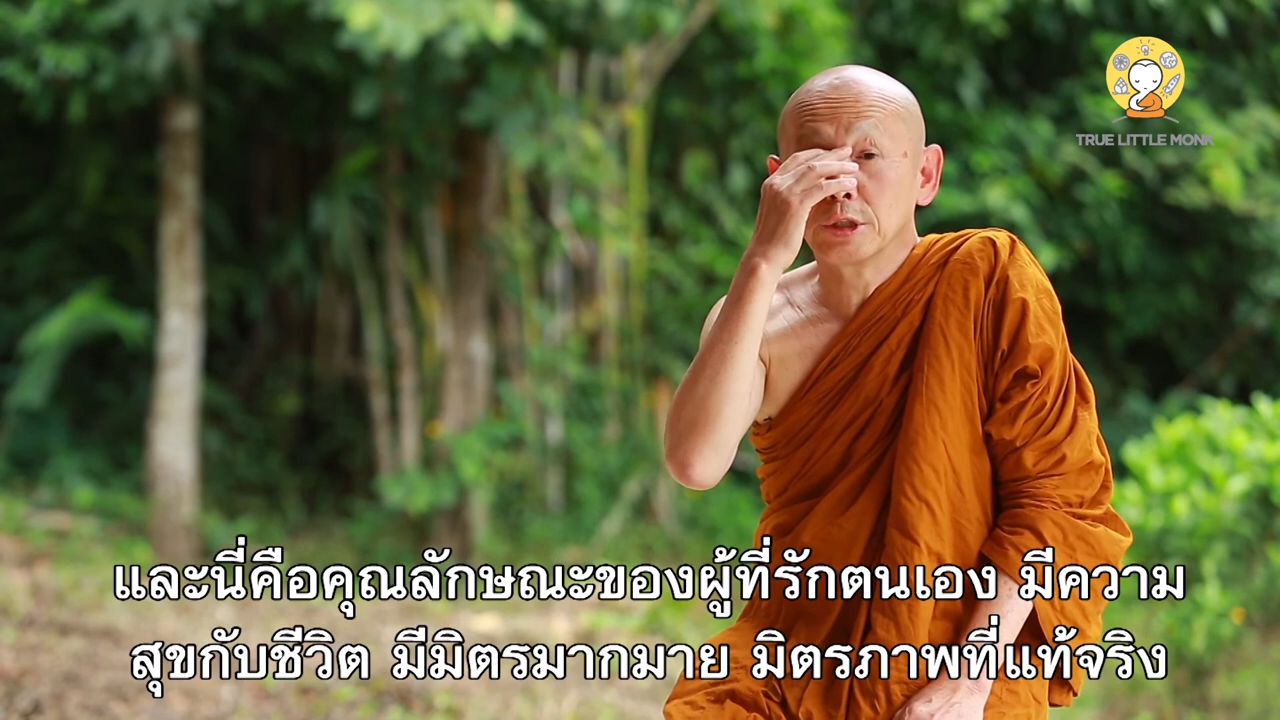 TRUE LITTLE MONK
และนี่คือคุณลักษณะของผู้ที่รักตนเอง มีความ
สุขกับชีวิต มีมิตรมากมาย มิตรภาพที่แท้จริง